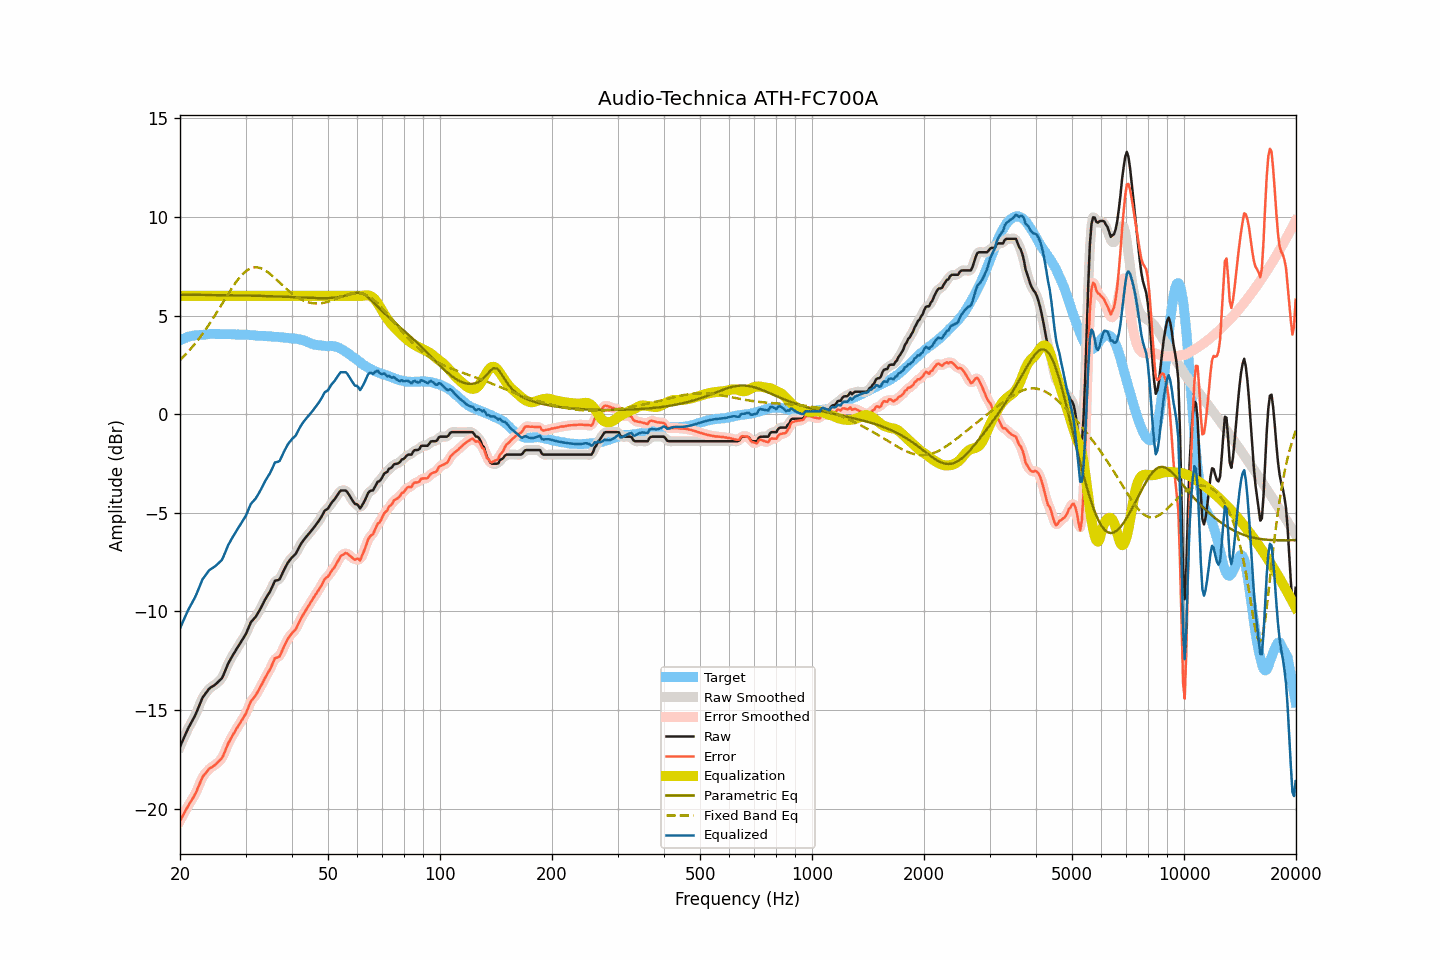 Audio-Technica ATH-FC700A
15
10
5
0
−5
−10
−15
−20
Amplitude (dBr)
20
50
100
200
500
1000
2000
5000
10000
20000
Frequency (Hz)
Target
Raw Smoothed
Error Smoothed
Raw
Error
Equalization
Parametric Eq
Fixed Band Eq
Equalized